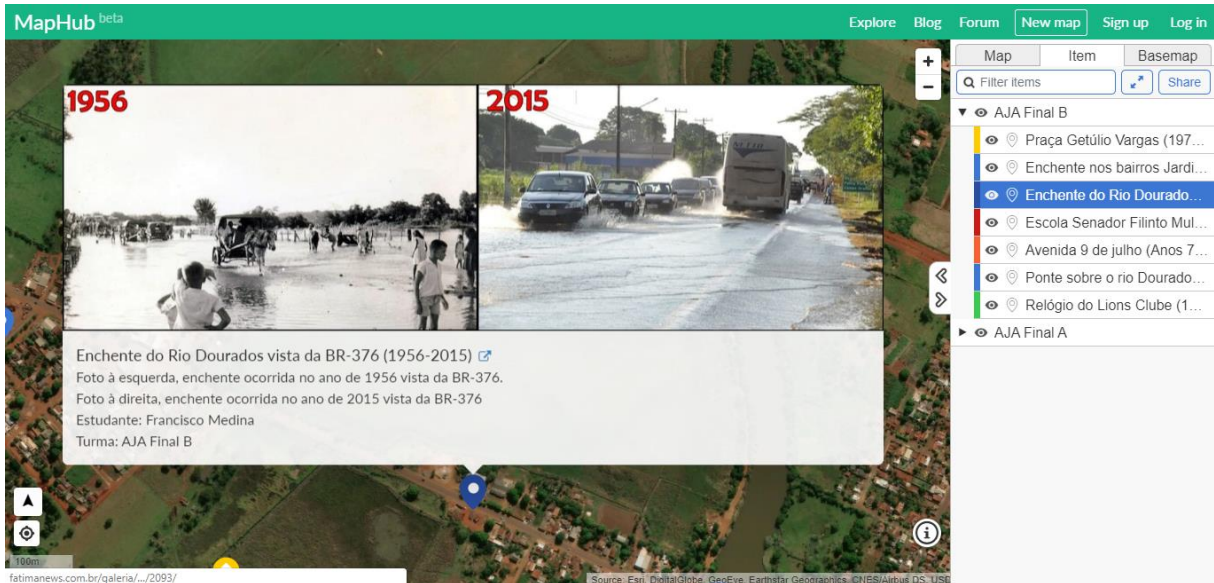 MapHub beta
Explore Blog Forum New map Sign up Log in
Map Item Basemap
Filter items
Share
AJA Final B
Praça Getúlio Vargas (197...
Enchente nos bairros Jardi...
Enchente do Rio Dourado...
Escola Senador Filinto Mul...
Avenida 9 de julho (Anos 7...
Ponte sobre o rio Dourado...
Relógio do Lions Clube (1...
AJA Final A
1956
2015
Enchente do Rio Dourados vista da BR-376 (1956-2015)
Foto à esquerda, enchente ocorrida no ano de 1956 vista da BR-376.
Foto à direita, enchente ocorrida no ano de 2015 vista da BR-376
Estudante: Francisco Medina
Turma: AJA Final B
100m
fatimanews.com.br/galeria/.../2093/
Source: Esri, DigitalGlobe, GeoEye, Earthstar Geographics, CNES/Airbus DS, USD